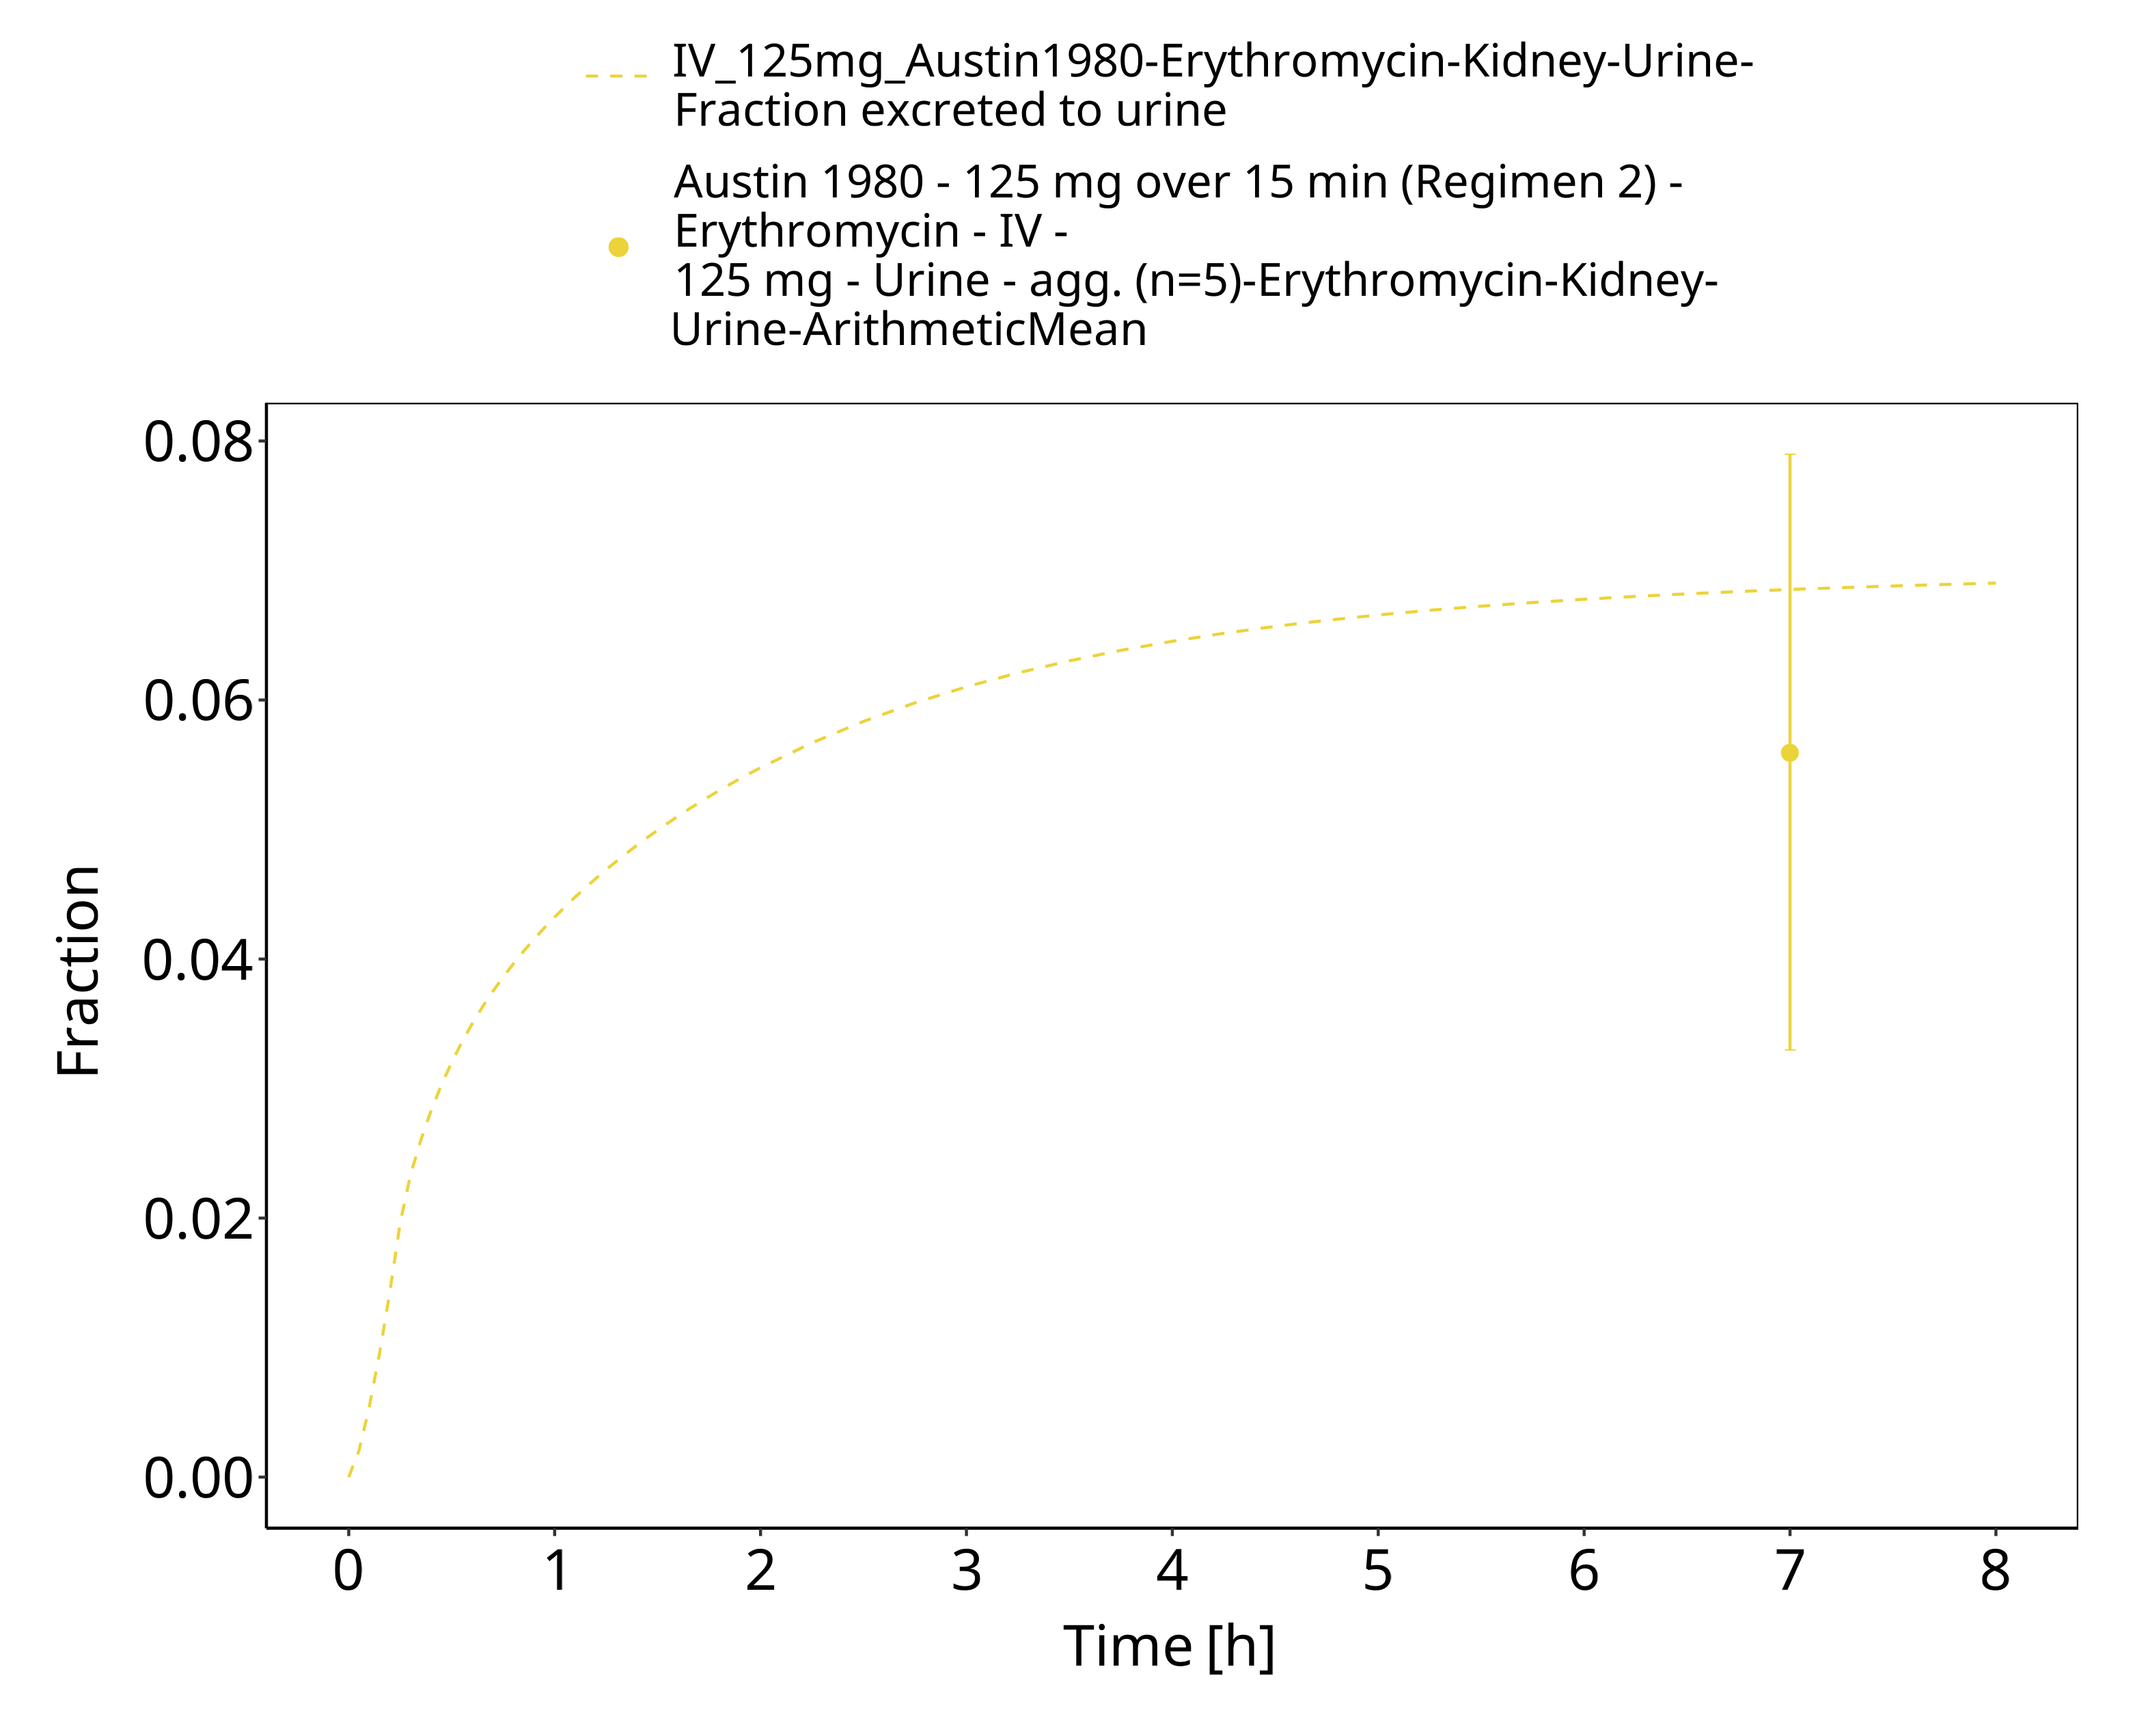 IV_125mg_Austin1980-Erythromycin-Kidney-Urine-
Fraction excreted to urine
Austin 1980 - 125 mg over 15 min (Regimen 2) -
Erythromycin - IV -
125 mg - Urine - agg. (n=5)-Erythromycin-Kidney-
Urine-ArithmeticMean
0.08
0.06
0.04
0.02
0.00
Fraction
0 1 2 3 4 5 6 7 8
Time [h]